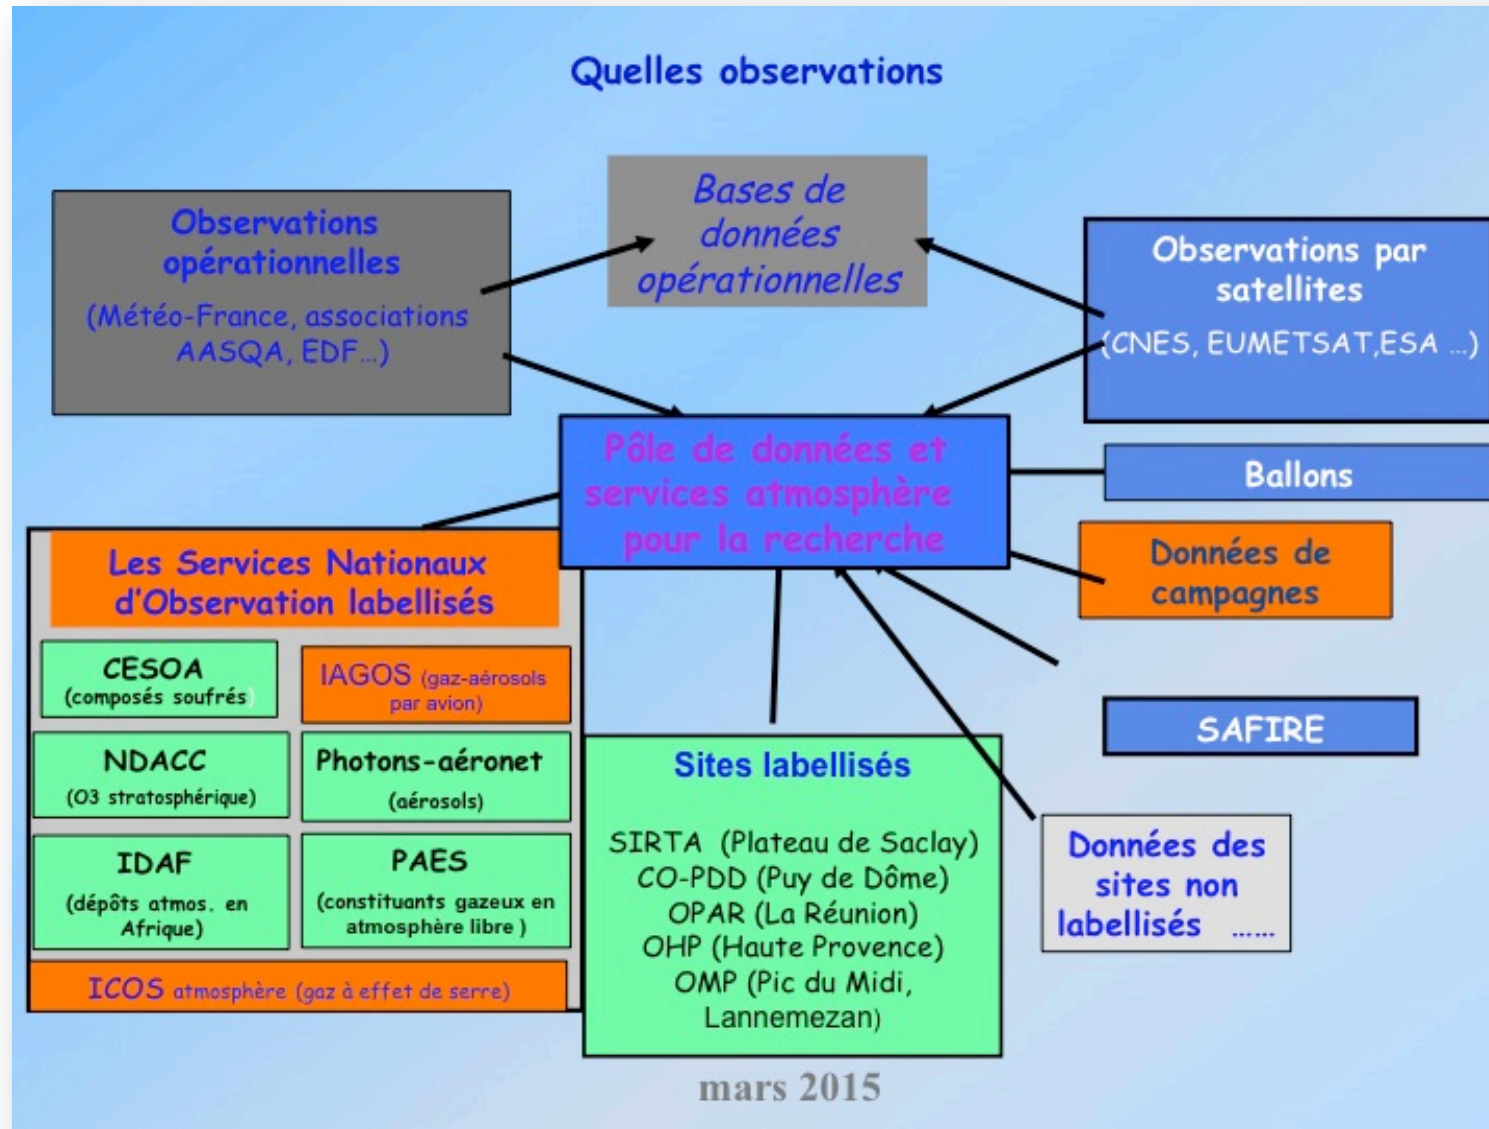 Quelles observations
Bases de
données
opérationnelles
Observations
opérationnelles
(Météo-France, associations
AASQA, EDF...)
Observations par
satellites
(CNES, EUMETSAT,ESA ...)
Pôle de données et
services atmosphère
pour la recherche
Ballons
Données de
campagnes
SAFIRE
Les Services Nationaux
d'Observation labellisés
CESOA
(composés soufrés)
IAGOS (gaz-aérosols
par avion)
NDACC
(O3 stratosphérique)
Photons-aéronet
(aérosols)
IDAF
(dépôts atmos. en
Afrique)
PAES
(constituants gazeux en
atmosphère libre )
ICOS atmosphère (gaz à effet de serre)
Sites labellisés
SIRTA (Plateau de Saclay)
CO-PDD (Puy de Dôme)
OPAR (La Réunion)
OHP (Haute Provence)
OMP (Pic du Midi,
Lannemezan)
Données des
sites non
labellisés ......
mars 2015